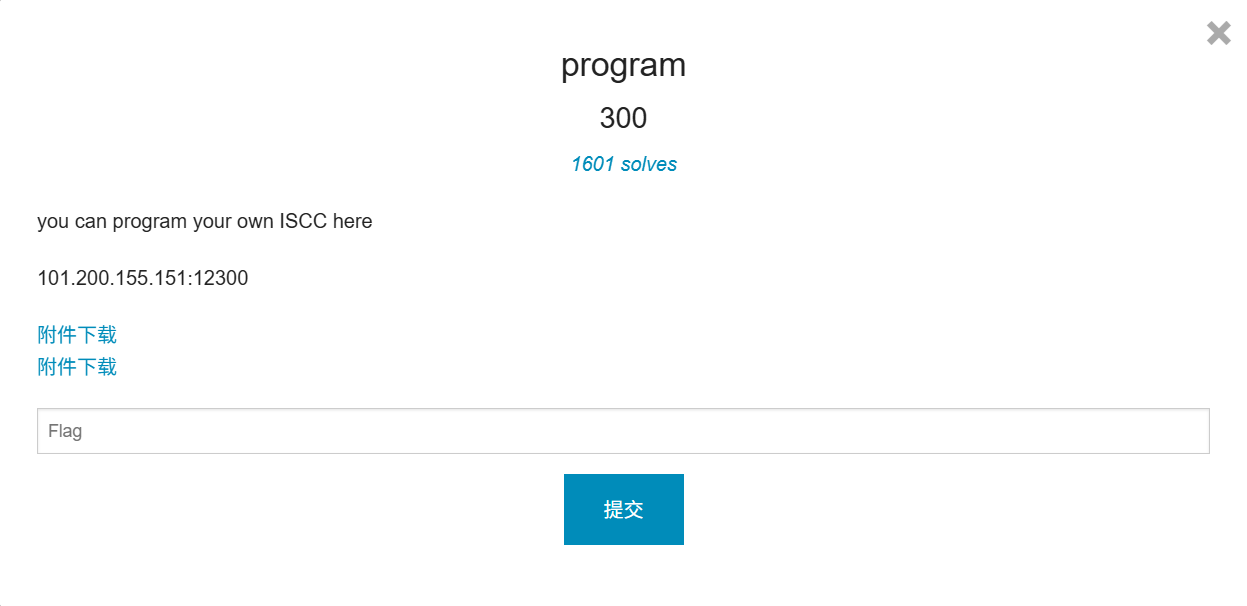 program
300
1601 solves
you can program your own ISCC here
101.200.155.151:12300
附件下载
附件下载
Flag
提交